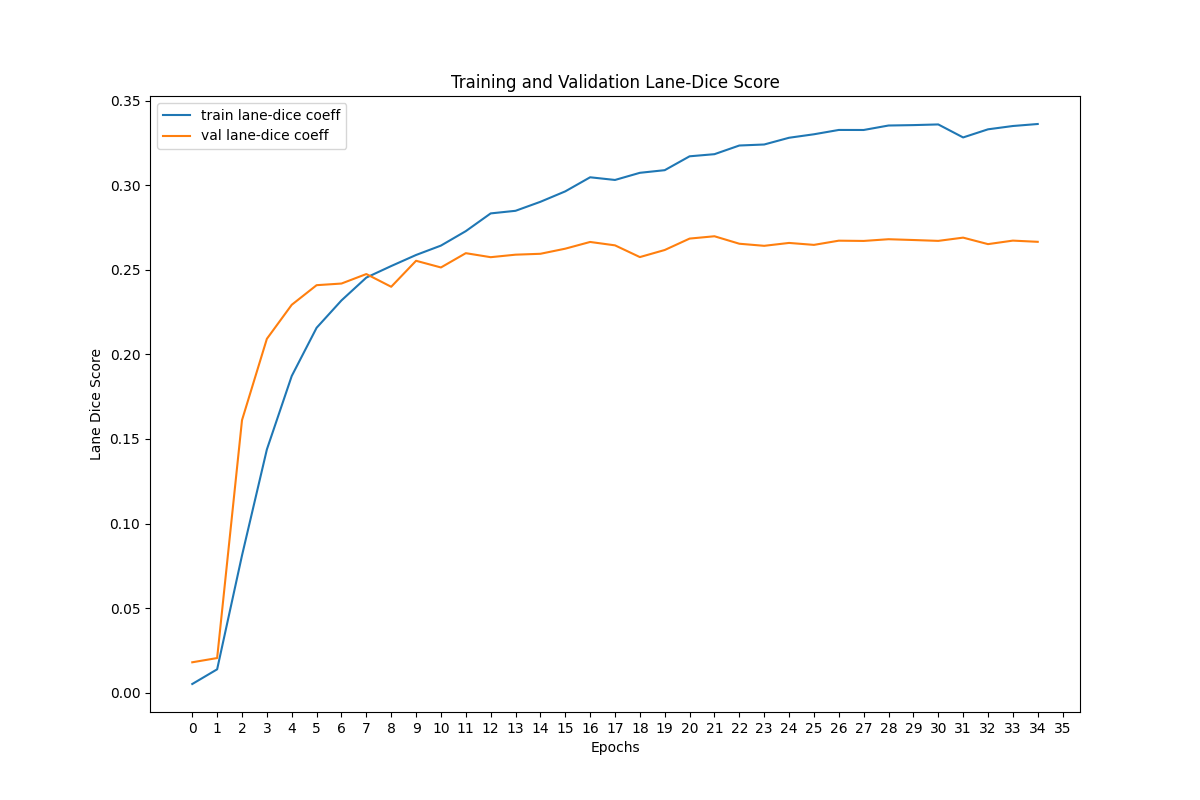 Training and Validation Lane-Dice Score
train lane-dice coeff
val lane-dice coeff
Lane Dice Score
0.35
0.30
0.25
0.20
0.15
0.10
0.05
0.00
0 1 2 3 4 5 6 7 8 9 10 11 12 13 14 15 16 17 18 19 20 21 22 23 24 25 26 27 28 29 30 31 32 33 34 35
Epochs